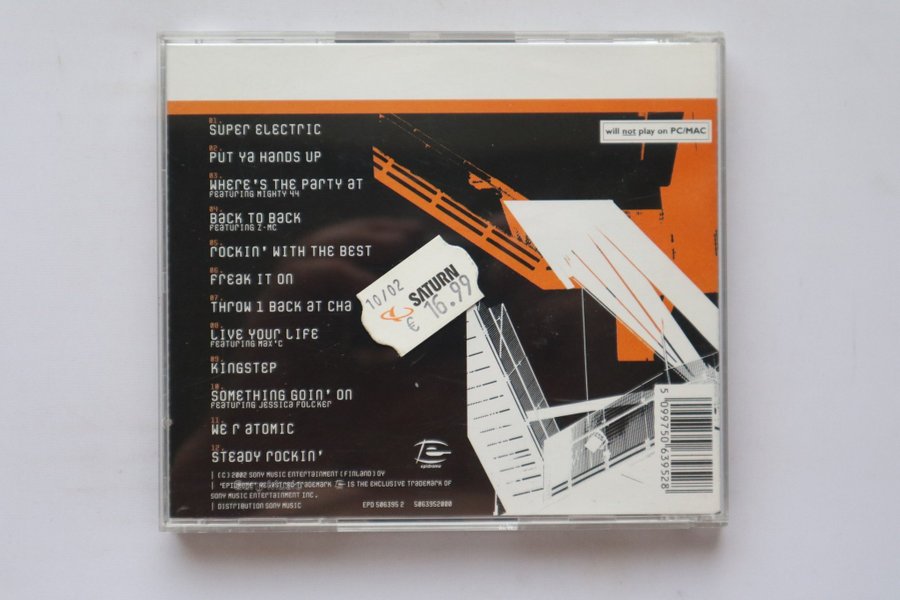 01.
SUPER ELECTRIC
02.
PUT YA HANDS UP
03.
WHERE'S THE PARTY AT
FEATURING MIGHTY 44
04.
BACK TO BACK
FEATURING Z-MC
05.
ROCKIN' WITH THE BEST
06.
FREAK IT ON
07.
THROW 1 BACK AT CHA
08.
LIVE YOUR LIFE
FEATURING MAX'C
09.
KINGSTEP
10.
SOMETHING GOIN' ON
FEATURING JESSICA FOLCKER
11.
WE R ATOMIC
12.
STEADY ROCKIN'
| (C) 2002 SONY MUSIC ENTERTAINMENT (FINLAND) OY
| "EPIDROME" REGISTERED TRADEMARK IS THE EXCLUSIVE TRADEMARK OF
SONY MUSIC ENTERTAINMENT INC.
| DISTRIBUTION SONY MUSIC
EPD 506395 2 5063952000
epidrome
will not play on PC/MAC
10/02
SATURN
€ 16.99
5 099750 639528